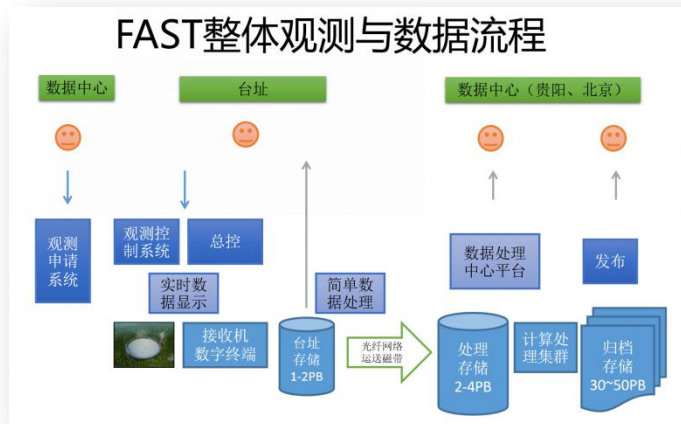 FAST整体观测与数据流程
数据中心
台址
数据中心（贵阳、北京）
观测
申请
系统
观测控
制系统
总控
实时数
据显示
简单数
据处理
接收机
数字终端
台址
存储
1-2PB
光纤网络
运送磁带
数据处理
中心平台
发布
处理
存储
2-4PB
计算处
理集群
归档
存储
30~50PB